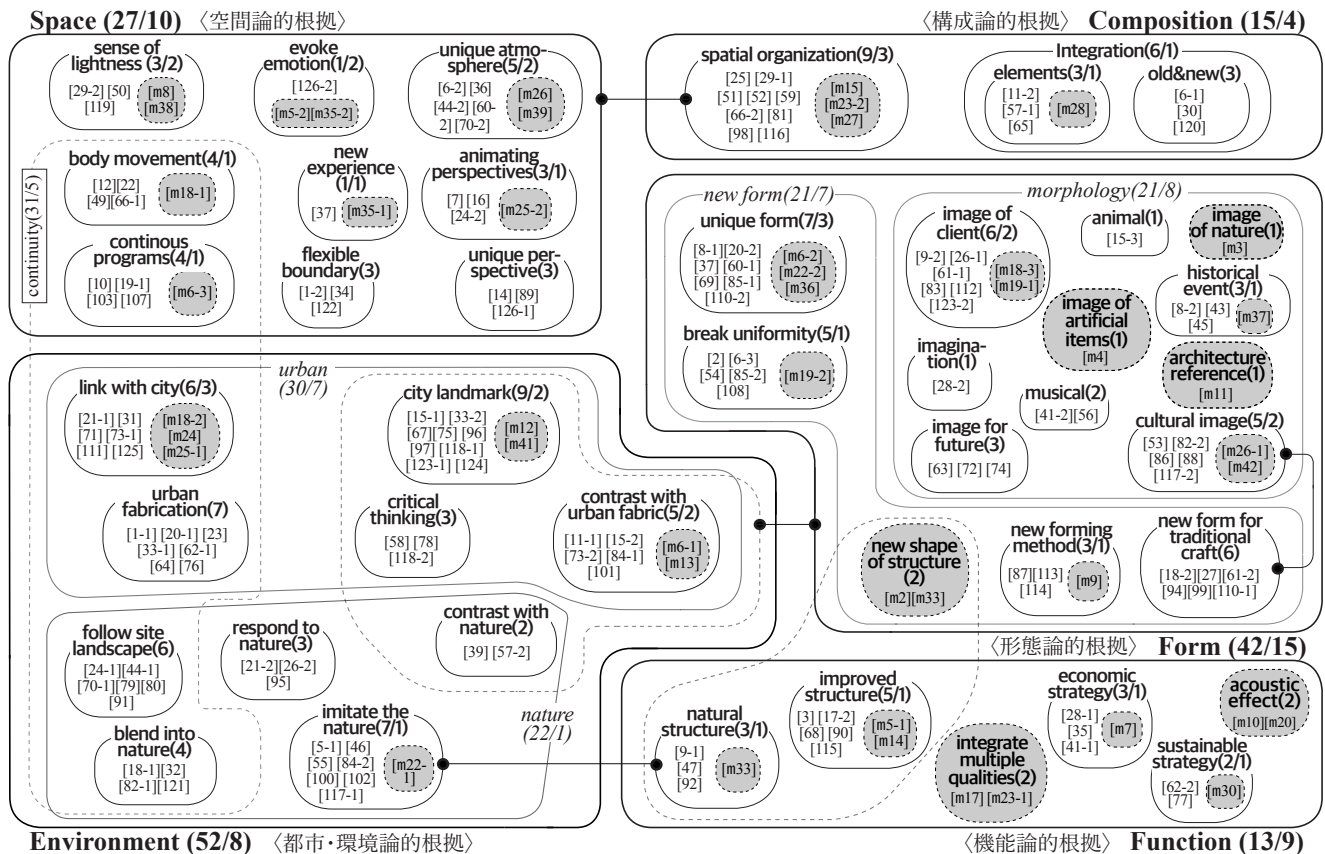 Space (27/10) 〈空間論的根拠〉
sense of
lightness (3/2)
[29-2] [50]
[119]
[m8]
[m38]
evoke
emotion(1/2)
[126-2]
[m5-2][m35-2]
unique atmo-
sphere(5/2)
[6-2] [36]
[44-2] [60-
2] [70-2]
[m26]
[m39]
continuity(31/5)
body movement(4/1)
[12][22]
[49][66-1]
[m18-1]
new
experience
(1/1)
[37]
[m35-1]
animating
perspectives(3/1)
[7] [16]
[24-2]
[m25-2]
continous
programs(4/1)
[10] [19-1]
[103] [107]
[m6-3]
flexible
boundary(3)
[1-2] [34]
[122]
unique per-
spective(3)
[14] [89]
[126-1]
〈構成論的根拠〉 Composition (15/4)
spatial organization(9/3)
[25] [29-1]
[51] [52] [59]
[66-2] [81]
[98] [116]
[m15]
[m23-2]
[m27]
Integration(6/1)
elements(3/1)
[11-2]
[57-1]
[65]
[m28]
old&new(3)
[6-1]
[30]
[120]
new form(21/7)
unique form(7/3)
[8-1][20-2]
[37] [60-1]
[69] [85-1]
[110-2]
[m6-2]
[m22-2]
[m36]
break uniformity(5/1)
[2] [6-3]
[54] [85-2]
[108]
[m19-2]
morphology(21/8)
image of
client(6/2)
[9-2] [26-1]
[61-1]
[83] [112]
[123-2]
[m18-3]
[m19-1]
animal(1)
[15-3]
image
of nature(1)
[m3]
historical
event(3/1)
[8-2] [43]
[45]
[m37]
image of
artificial
items(1)
[m4]
imagina-
tion(1)
[28-2]
architecture
reference(1)
[m11]
musical(2)
[41-2][56]
image for
future(3)
[63] [72] [74]
cultural image(5/2)
[53] [82-2]
[86] [88]
[117-2]
[m26-1]
[m42]
new shape
of structure
(2)
[m2][m33]
new forming
method(3/1)
[87][113]
[114]
[m9]
new form for
traditional
craft(6)
[18-2][27][61-2]
[94][99][110-1]
〈形態論的根拠〉 Form (42/15)
urban
(30/7)
link with city(6/3)
[21-1] [31]
[71] [73-1]
[111] [125]
[m18-2]
[m24]
[m25-1]
city landmark(9/2)
[15-1] [33-2]
[67][75] [96]
[97] [118-1]
[123-1] [124]
[m12]
[m41]
urban
fabrication(7)
[1-1] [20-1] [23]
[33-1] [62-1]
[64] [76]
critical
thinking(3)
[58] [78]
[118-2]
contrast with
urban fabric(5/2)
[11-1] [15-2]
[73-2] [84-1]
[101]
[m6-1]
[m13]
follow site
landscape(6)
[24-1][44-1]
[70-1][79][80]
[91]
respond to
nature(3)
[21-2][26-2]
[95]
contrast with
nature(2)
[39] [57-2]
nature
(22/1)
blend into
nature(4)
[18-1][32]
[82-1][121]
imitate the
nature(7/1)
[5-1] [46]
[55] [84-2]
[100] [102]
[117-1]
[m22-
1]
Environment (52/8) 〈都市·環境論的根拠〉
natural
structure(3/1)
[9-1]
[47]
[92]
[m33]
improved
structure(5/1)
[3] [17-2]
[68] [90]
[115]
[m5-1]
[m14]
integrate
multiple
qualities(2)
[m17] [m23-1]
economic
strategy(3/1)
[28-1]
[35]
[41-1]
[m7]
acoustic
effect(2)
[m10][m20]
sustainable
strategy(2/1)
[62-2]
[77]
[m30]
〈機能論的根拠〉 Function (13/9)